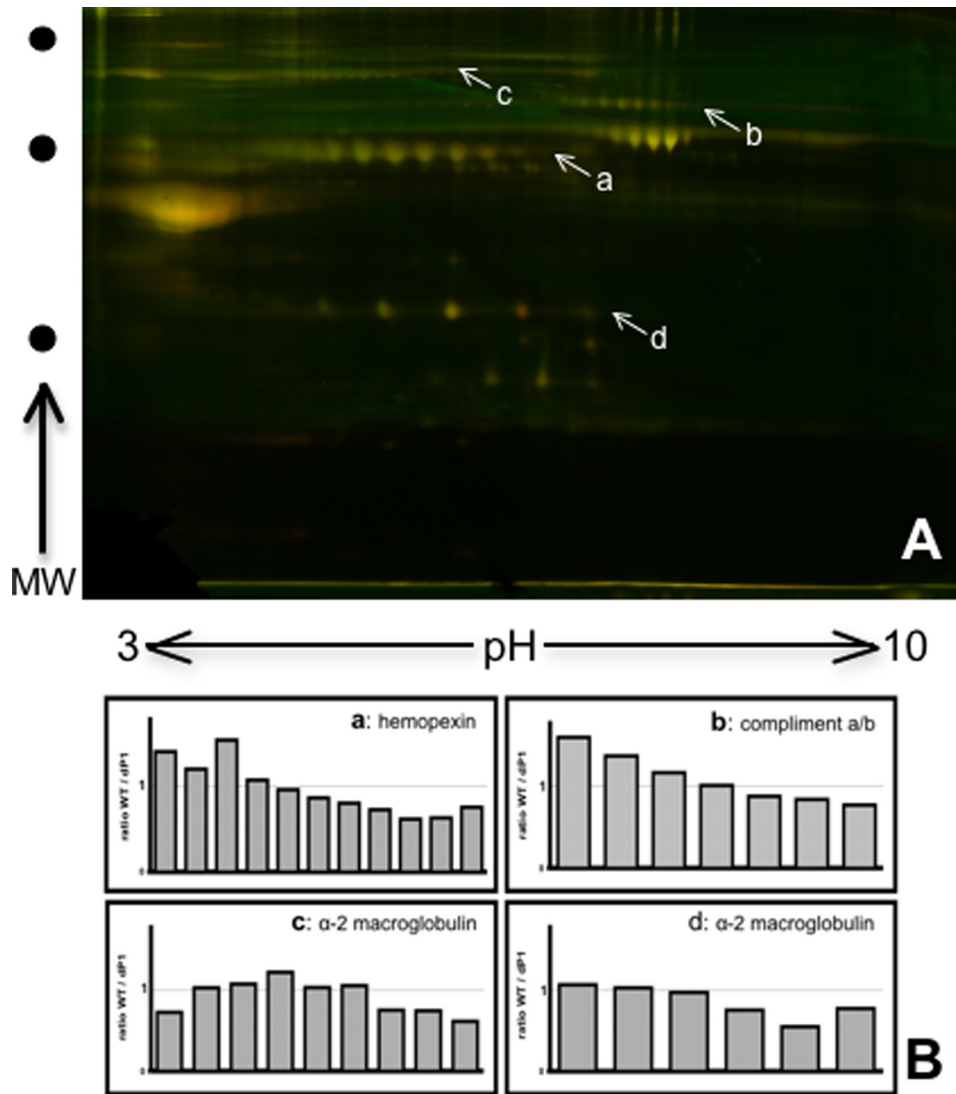 c
b
a
d
A
MW
3 pH 10
a: hemopexin
ratio WT / dP1
1
0
b: compliment a/b
ratio WT / dP1
1
0
c: α-2 macroglobulin
ratio WT / dP1
1
0
d: α-2 macroglobulin
ratio WT / dP1
1
0
B